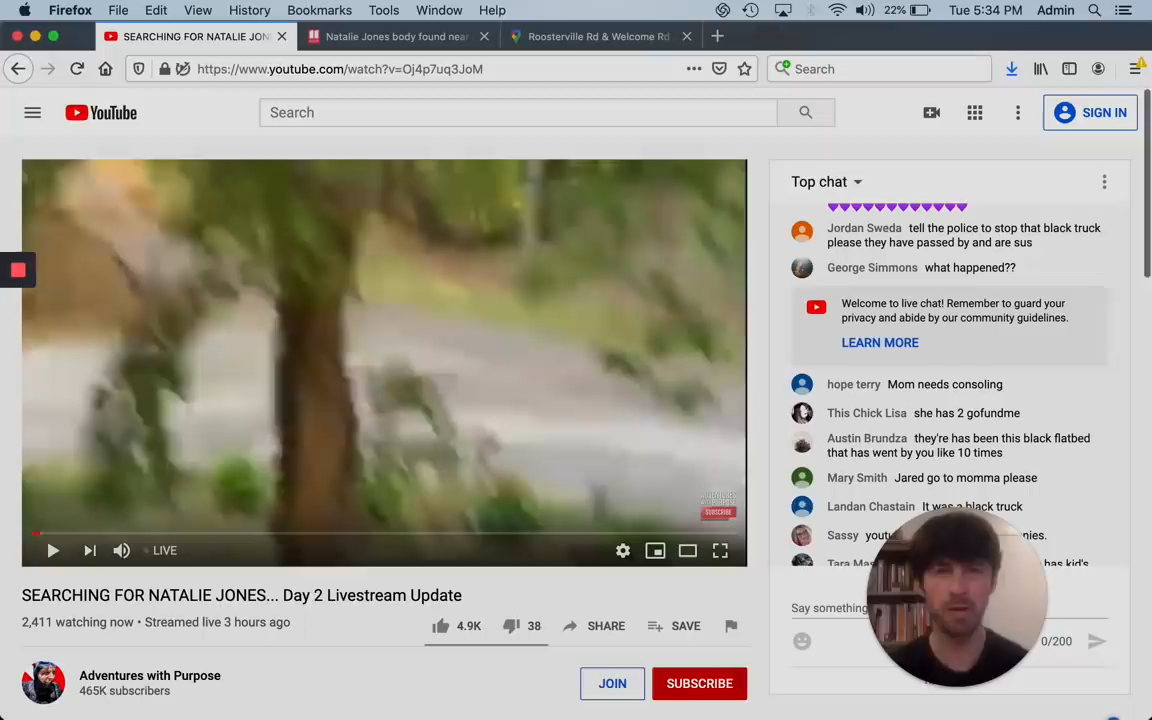 Firefox File Edit View History Bookmarks Tools Window Help 22% Tue 5:34 PM Admin
SEARCHING FOR NATALIE JON
Natalie Jones body found near
Roosterville Rd & Welcome Rd
https://www.youtube.com/watch?v=Oj4p7uq3JoM
Search
YouTube
Search
SIGN IN
Top chat
Jordan Sweda tell the police to stop that black truck
please they have passed by and are sus
George Simmons what happened??
Welcome to live chat! Remember to guard your
privacy and abide by our community guidelines.
LEARN MORE
hope terry Mom needs consoling
This Chick Lisa she has 2 gofundme
Austin Brundza they're has been this black flatbed
that has went by you like 10 times
Mary Smith Jared go to momma please
Landan Chastain It was a black truck
Sassy
Say something
0/200
SUBSCRIBE
LIVE
SEARCHING FOR NATALIE JONES... Day 2 Livestream Update
2,411 watching now • Streamed live 3 hours ago
4.9K 38 SHARE SAVE
Adventures with Purpose
465K subscribers
JOIN
SUBSCRIBE